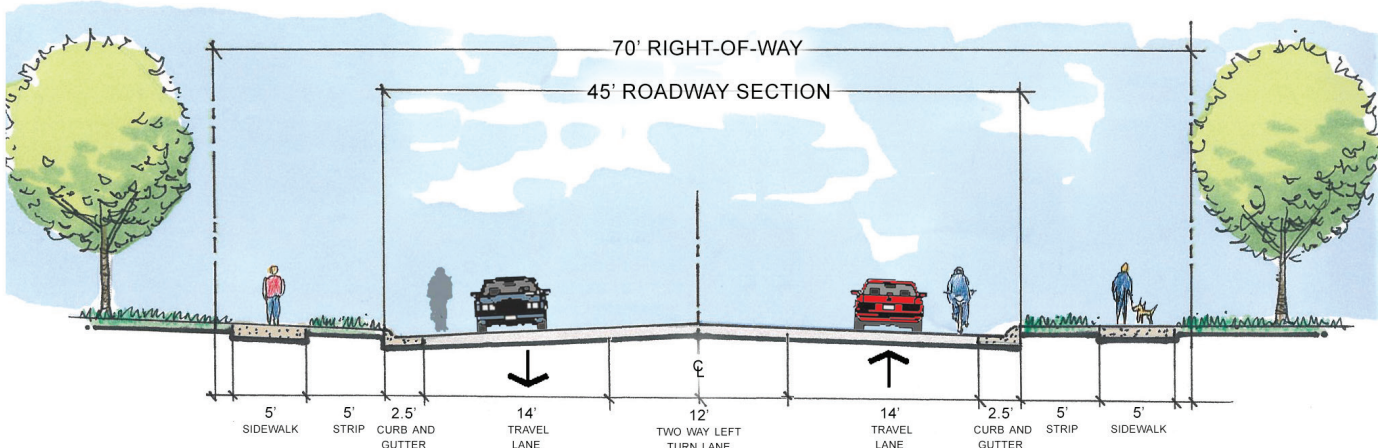 70' RIGHT-OF-WAY
45' ROADWAY SECTION
℄
5' 5' 2.5' 14' 12' 14' 2.5' 5' 5'
SIDEWALK STRIP CURB AND TRAVEL TWO WAY LEFT TRAVEL CURB AND STRIP SIDEWALK
GUTTER LANE TURN LANE LANE GUTTER